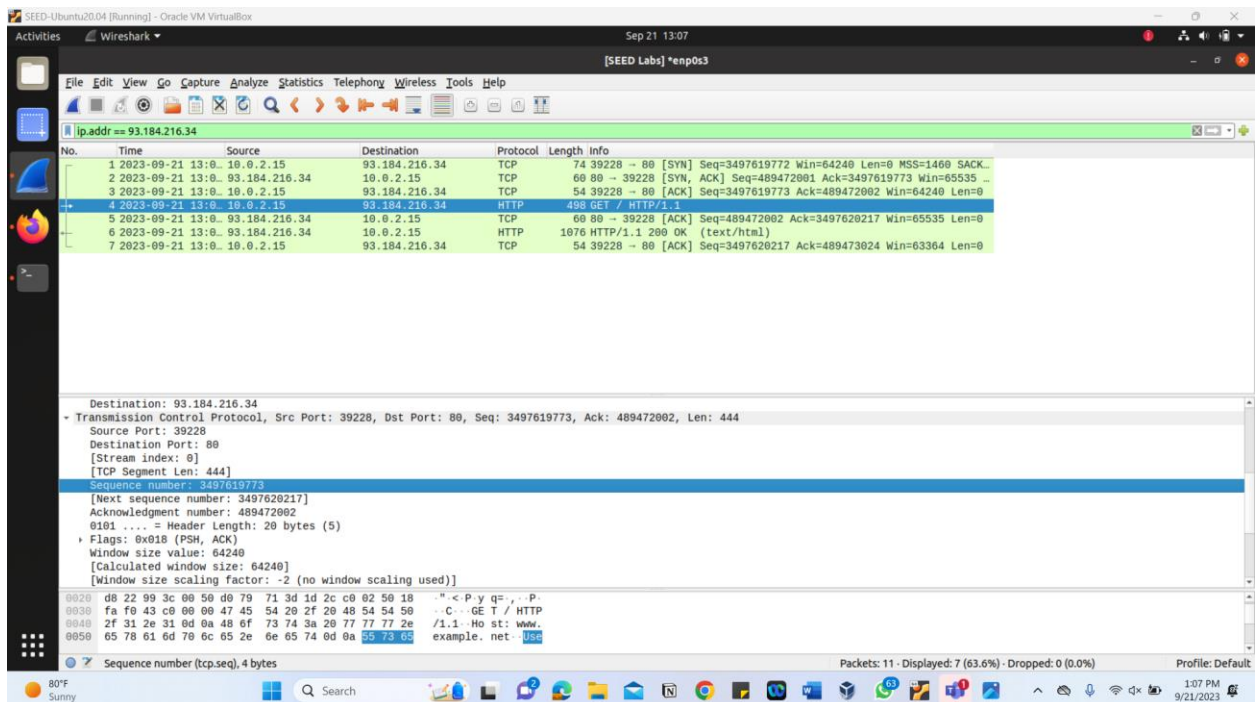 SEED-Ubuntu20.04 [Running] - Oracle VM VirtualBox
Activities Wireshark Sep 21 13:07
[SEED Labs] *enp0s3
File Edit View Go Capture Analyze Statistics Telephony Wireless Tools Help
ip.addr == 93.184.216.34
No. Time Source Destination Protocol Length Info
1 2023-09-21 13:0… 10.0.2.15 93.184.216.34 TCP 74 39228 → 80 [SYN] Seq=3497619772 Win=64240 Len=0 MSS=1460 SACK…
2 2023-09-21 13:0… 93.184.216.34 10.0.2.15 TCP 60 80 → 39228 [SYN, ACK] Seq=489472001 Ack=3497619773 Win=65535 …
3 2023-09-21 13:0… 10.0.2.15 93.184.216.34 TCP 54 39228 → 80 [ACK] Seq=3497619773 Ack=489472002 Win=64240 Len=0
4 2023-09-21 13:0… 10.0.2.15 93.184.216.34 HTTP 498 GET / HTTP/1.1
5 2023-09-21 13:0… 93.184.216.34 10.0.2.15 TCP 60 80 → 39228 [ACK] Seq=489472002 Ack=3497620217 Win=65535 Len=0
6 2023-09-21 13:0… 93.184.216.34 10.0.2.15 HTTP 1076 HTTP/1.1 200 OK (text/html)
7 2023-09-21 13:0… 10.0.2.15 93.184.216.34 TCP 54 39228 → 80 [ACK] Seq=3497620217 Ack=489473024 Win=63364 Len=0
Destination: 93.184.216.34
Transmission Control Protocol, Src Port: 39228, Dst Port: 80, Seq: 3497619773, Ack: 489472002, Len: 444
Source Port: 39228
Destination Port: 80
[Stream index: 0]
[TCP Segment Len: 444]
Sequence number: 3497619773
[Next sequence number: 3497620217]
Acknowledgment number: 489472002
0101 .... = Header Length: 20 bytes (5)
Flags: 0x018 (PSH, ACK)
Window size value: 64240
[Calculated window size: 64240]
[Window size scaling factor: -2 (no window scaling used)]
0020 d8 22 99 3c 00 50 d0 79 71 3d 1d 2c c0 02 50 18 ·"·<·P·y q=·,··P·
0030 fa f0 43 c0 00 00 47 45 54 20 2f 20 48 54 54 50 ··C···GE T / HTTP
0040 2f 31 2e 31 0d 0a 48 6f 73 74 3a 20 77 77 77 2e /1.1··Ho st: www.
0050 65 78 61 6d 70 6c 65 2e 6e 65 74 0d 0a 55 73 65 example. net··Use
Sequence number (tcp.seq), 4 bytes Packets: 11 · Displayed: 7 (63.6%) · Dropped: 0 (0.0%) Profile: Default
80°F
Sunny
Search
63
1:07 PM
9/21/2023